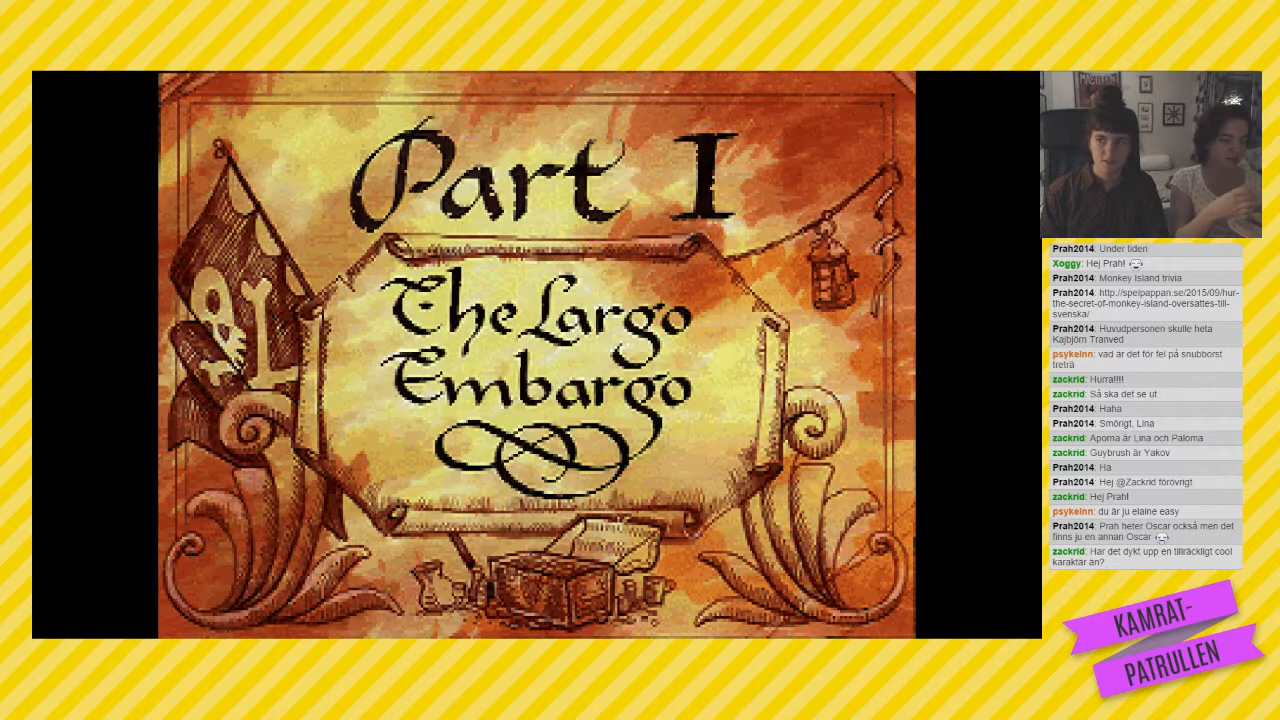 Part I
The Largo
Embargo
Prah2014: Under tiden
Xoggy: Hej Prah!
Prah2014: Monkey Island trivia
Prah2014: http://spelpappan.se/2015/09/hur-
the-secret-of-monkey-island-oversattes-till-
svenska/
Prah2014: Huvudpersonen skulle heta
Kajbjörn Tranved
psykeinn: vad är det för fel på snubborst
treträ
zackrid: Hurra!!!!
zackrid: Så ska det se ut
Prah2014: Haha
Prah2014: Smörigt, Lina
zackrid: Aporna är Lina och Paloma
zackrid: Guybrush är Yakov
Prah2014: Ha
Prah2014: Hej @Zackrid förövrigt
zackrid: Hej Prah!
psykeinn: du är ju elaine easy
Prah2014: Prah heter Oscar också men det
finns ju en annan Oscar
zackrid: Har det dykt upp en tillräckligt cool
karaktär än?
KAMRAT-
PATRULLEN